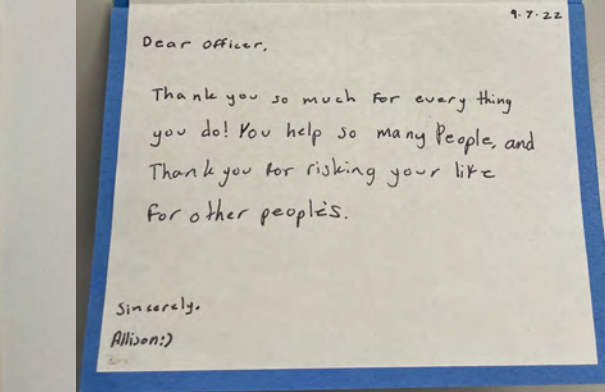 9.7.22
Dear officer,
Thank you so much for every thing
you do! You help so many People, and
Thank you for risking your life
for other people's.
Sincerely.
Allison:)